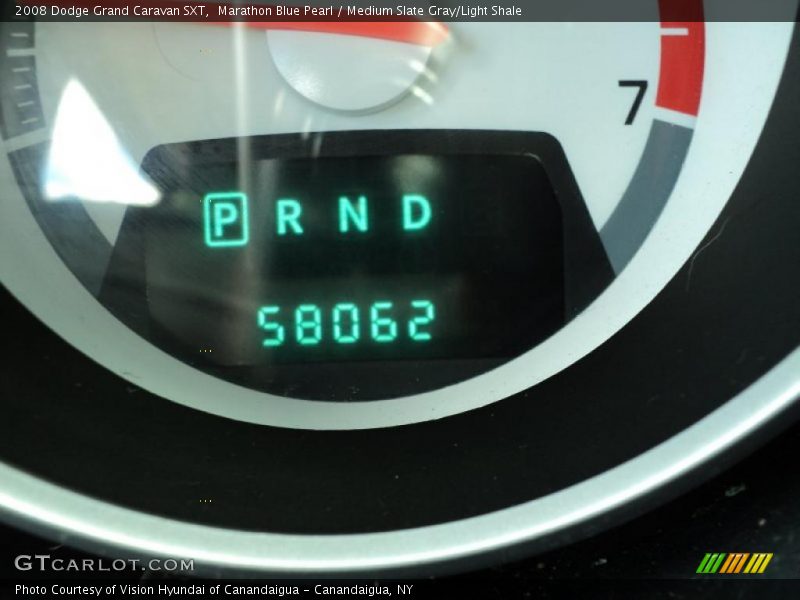 2008 Dodge Grand Caravan SXT,  Marathon Blue Pearl / Medium Slate Gray/Light Shale
7
P R N D
58062
GTCARLOT.COM
Photo Courtesy of Vision Hyundai of Canandaigua - Canandaigua, NY